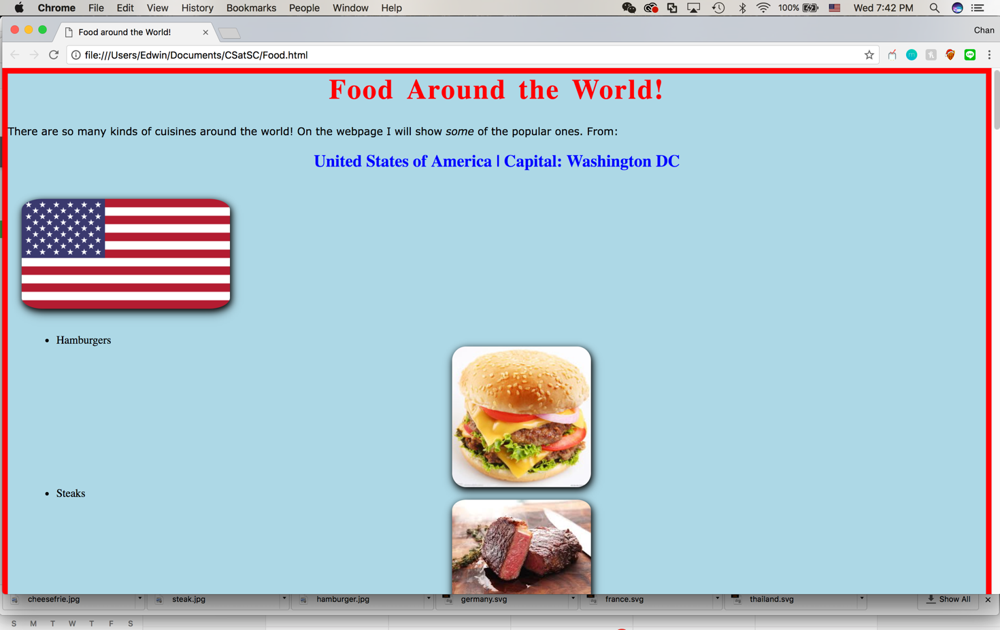 Chrome File Edit View History Bookmarks People Window Help 100% Wed 7:42 PM
Food around the World!
Chan
file:///Users/Edwin/Documents/CSatSC/Food.html
Food Around the World!
There are so many kinds of cuisines around the world! On the webpage I will show some of the popular ones. From:
United States of America | Capital: Washington DC
• Hamburgers
• Steaks
cheesefrie.jpg steak.jpg hamburger.jpg germany.svg france.svg thailand.svg Show All
S M T W T F S